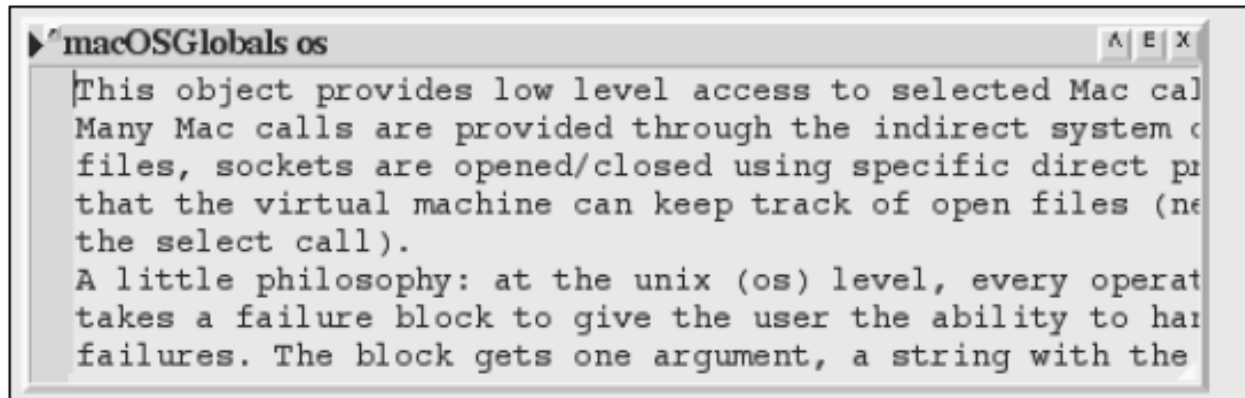 macOSGlobals os
A E X
This object provides low level access to selected Mac cal
Many Mac calls are provided through the indirect system
files, sockets are opened/closed using specific direct pr
that the virtual machine can keep track of open files (ne
the select call).
A little philosophy: at the unix (os) level, every operat
takes a failure block to give the user the ability to har
failures. The block gets one argument, a string with the